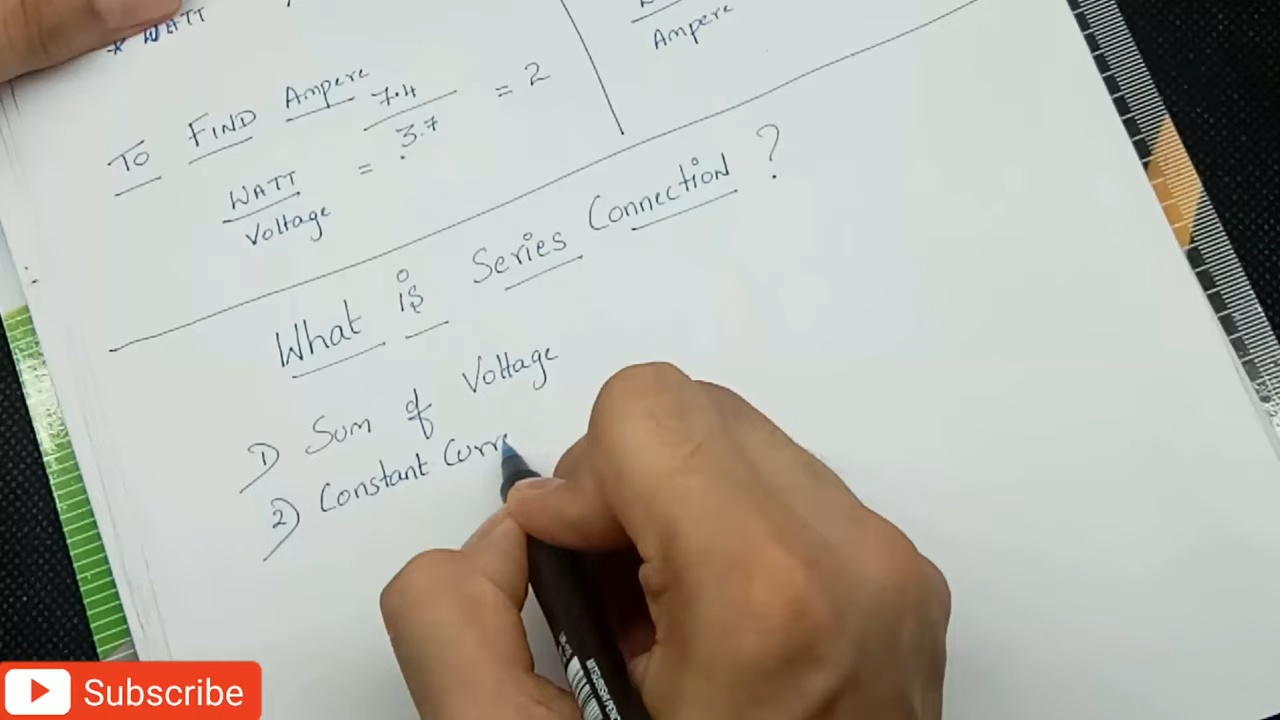 * WATT
Ampere
TO FIND Ampere
WATT / Voltage = 7.4 / 3.7 = 2
What is Series Connection ?
1) Sum of Voltage
2) Constant Curre
Subscribe